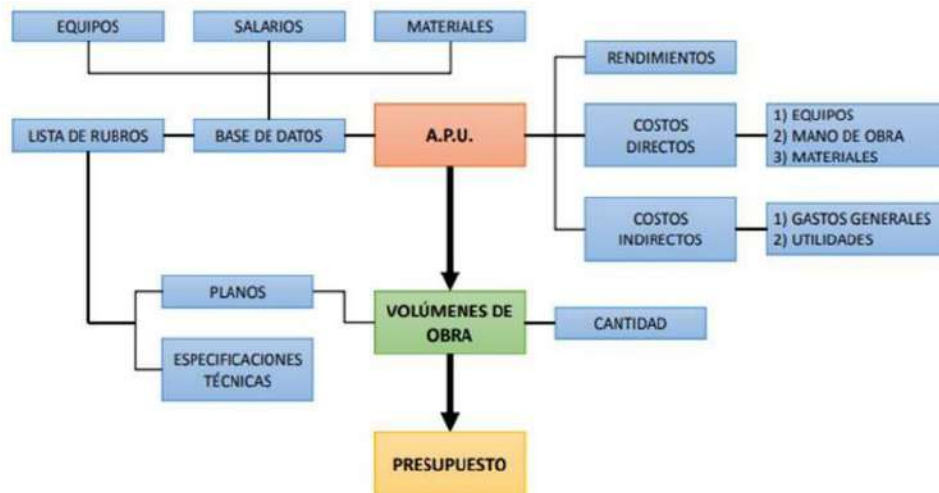 EQUIPOS
SALARIOS
MATERIALES
RENDIMIENTOS
LISTA DE RUBROS
BASE DE DATOS
A.P.U.
COSTOS
DIRECTOS
1) EQUIPOS
2) MANO DE OBRA
3) MATERIALES
COSTOS
INDIRECTOS
1) GASTOS GENERALES
2) UTILIDADES
PLANOS
VOLÚMENES DE
OBRA
CANTIDAD
ESPECIFICACIONES
TÉCNICAS
PRESUPUESTO